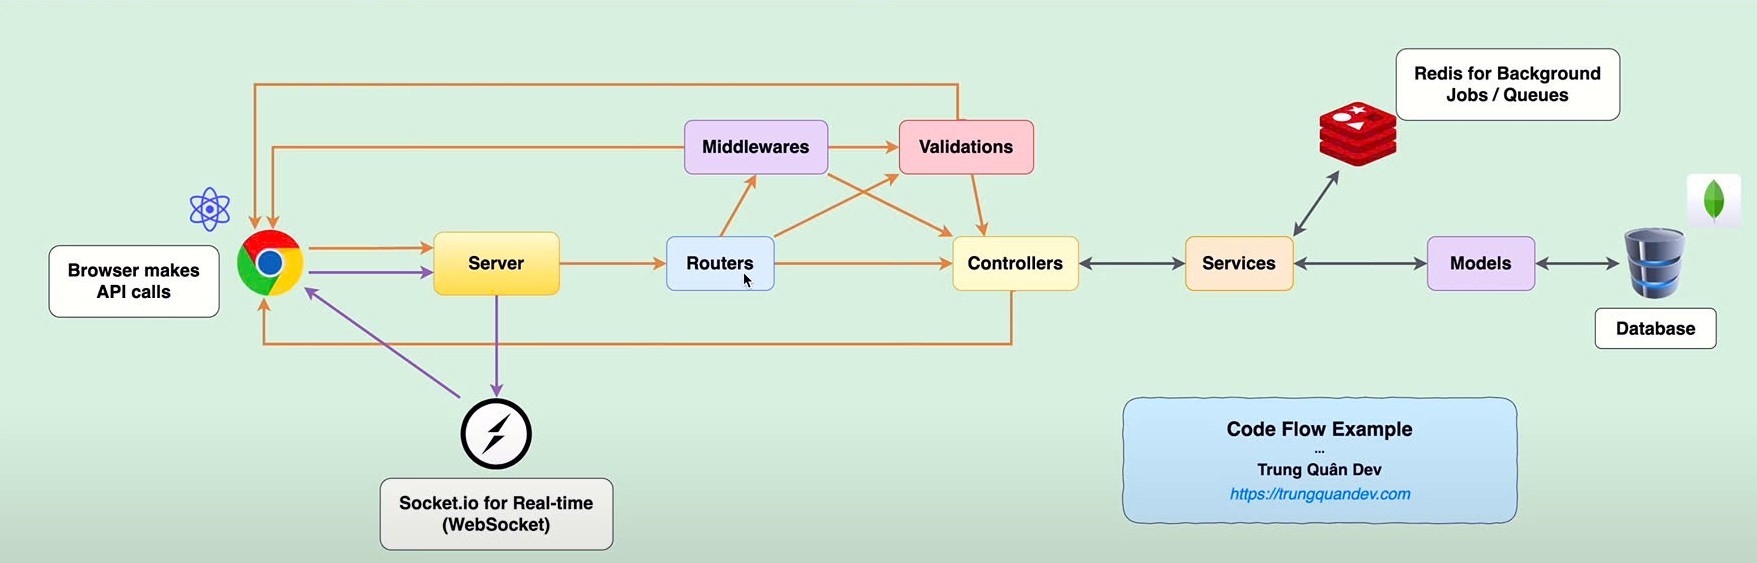 Redis for Background
Jobs / Queues
Middlewares
Validations
Browser makes
API calls
Server
Routers
Controllers
Services
Models
Database
Code Flow Example
...
Trung Quân Dev
https://trungquandev.com
Socket.io for Real-time
(WebSocket)